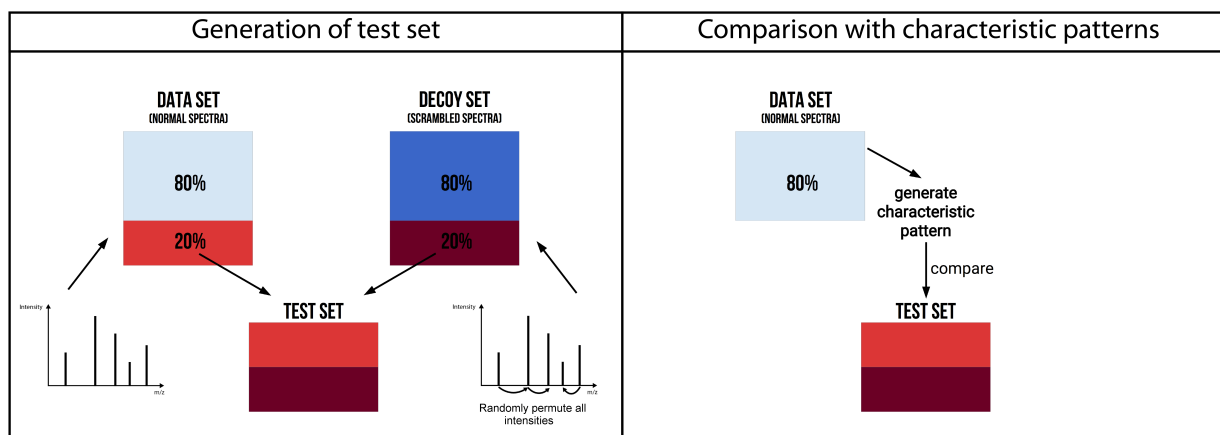 Generation of test set
Comparison with characteristic patterns
DATA SET
(NORMAL SPECTRA)
80%
20%
DECOY SET
(SCRAMBLED SPECTRA)
80%
20%
Intensity
m/z
TEST SET
Intensity
m/z
Randomly permute all
intensities
DATA SET
(NORMAL SPECTRA)
80%
generate
characteristic
pattern
compare
TEST SET